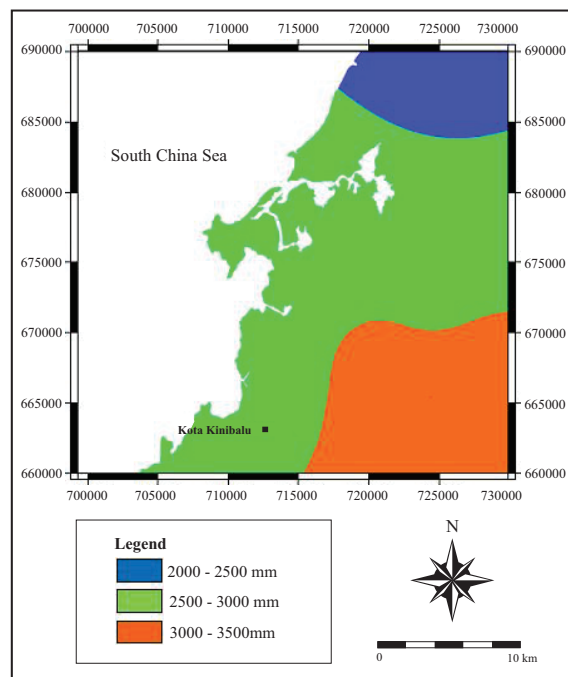 700000 705000 710000 715000 720000 725000 730000
690000 690000
685000 685000
South China Sea
680000 680000
675000 675000
670000 670000
665000 665000
Kota Kinibalu
660000 660000
700000 705000 710000 715000 720000 725000 730000
Legend
2000 - 2500 mm
2500 - 3000 mm
3000 - 3500mm
N
0 10 km